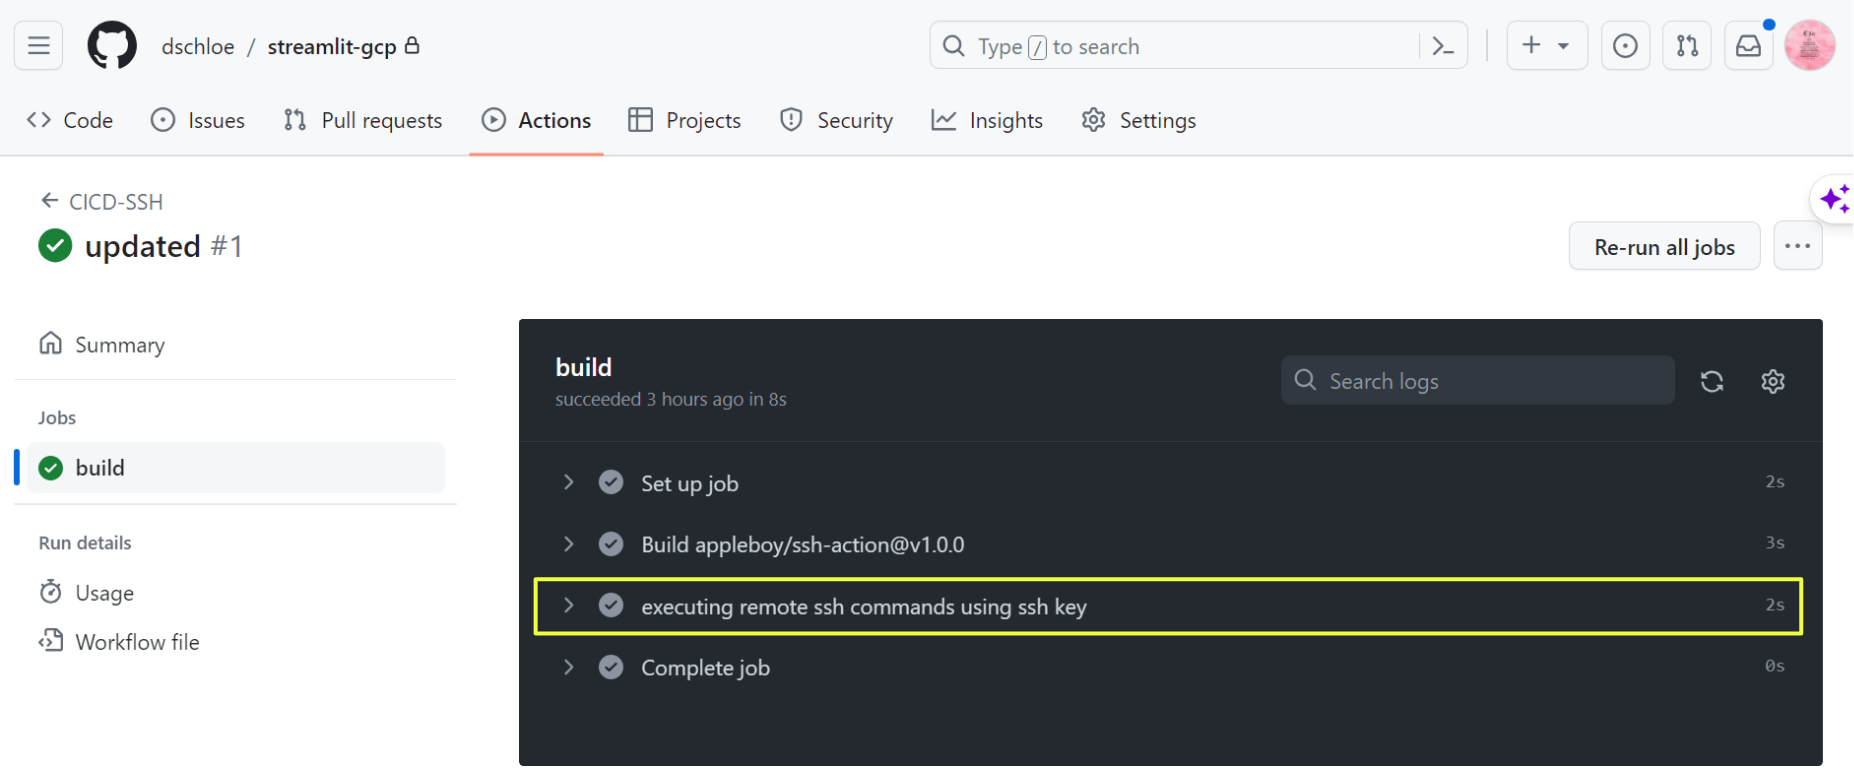 dschloe / streamlit-gcp
Type / to search
Code
Issues
Pull requests
Actions
Projects
Security
Insights
Settings
CICD-SSH
updated #1
Re-run all jobs
Summary
Jobs
build
Run details
Usage
Workflow file
build
succeeded 3 hours ago in 8s
Search logs
Set up job 2s
Build appleboy/ssh-action@v1.0.0 3s
executing remote ssh commands using ssh key 2s
Complete job 0s